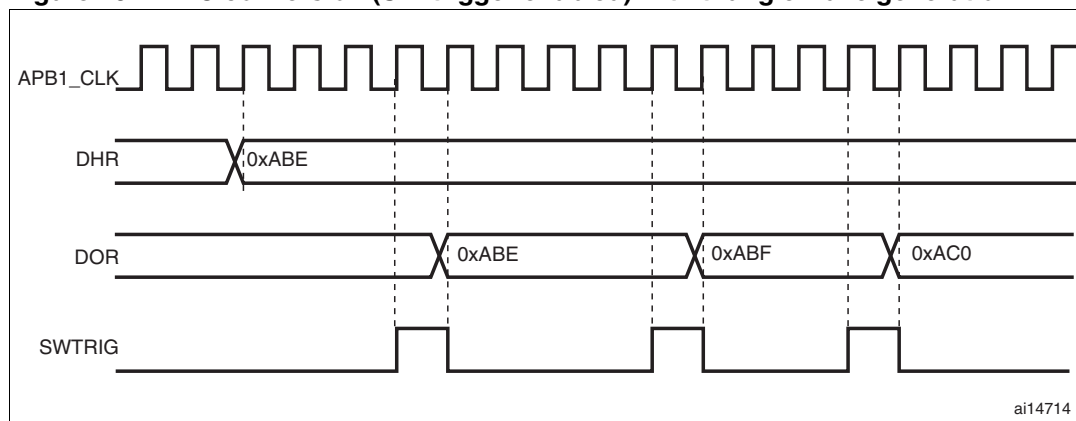 APB1_CLK
DHR
0xABE
DOR
0xABE
0xABF
0xAC0
SWTRIG
ai14714